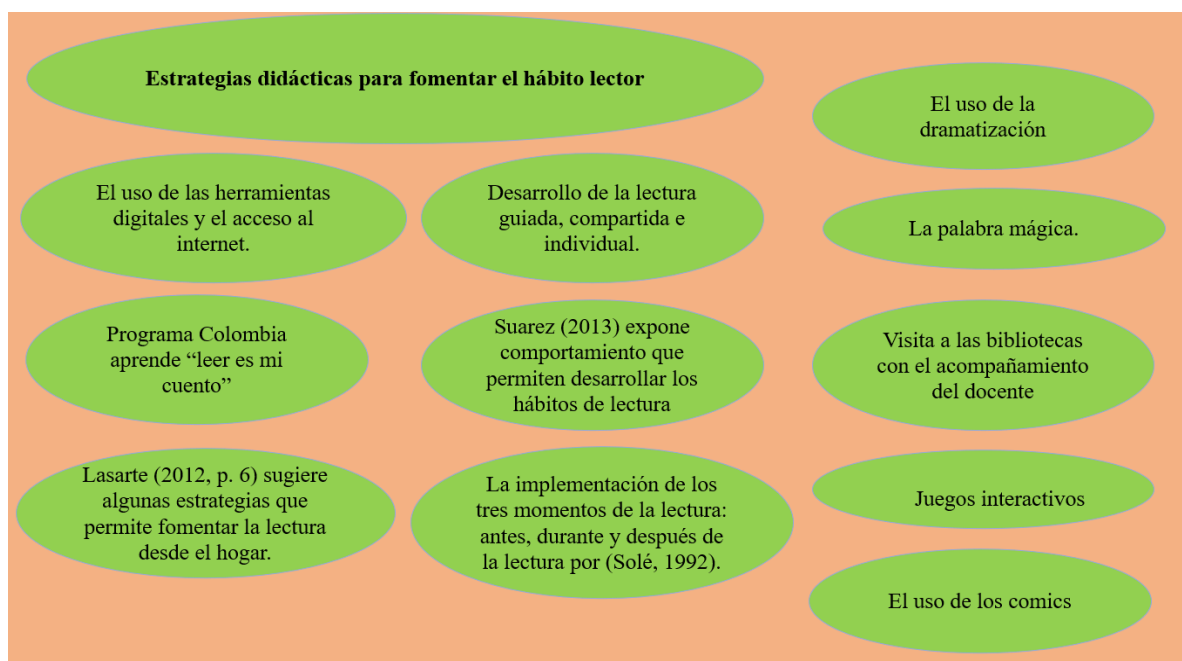 Estrategias didácticas para fomentar el hábito lector
El uso de las herramientas
digitales y el acceso al
internet.
Desarrollo de la lectura
guiada, compartida e
individual.
Programa Colombia
aprende “leer es mi
cuento”
Suarez (2013) expone
comportamiento que
permiten desarrollar los
hábitos de lectura
Lasarte (2012, p. 6) sugiere
algunas estrategias que
permite fomentar la lectura
desde el hogar.
La implementación de los
tres momentos de la lectura:
antes, durante y después de
la lectura por (Solé, 1992).
El uso de la
dramatización
La palabra mágica.
Visita a las bibliotecas
con el acompañamiento
del docente
Juegos interactivos
El uso de los comics